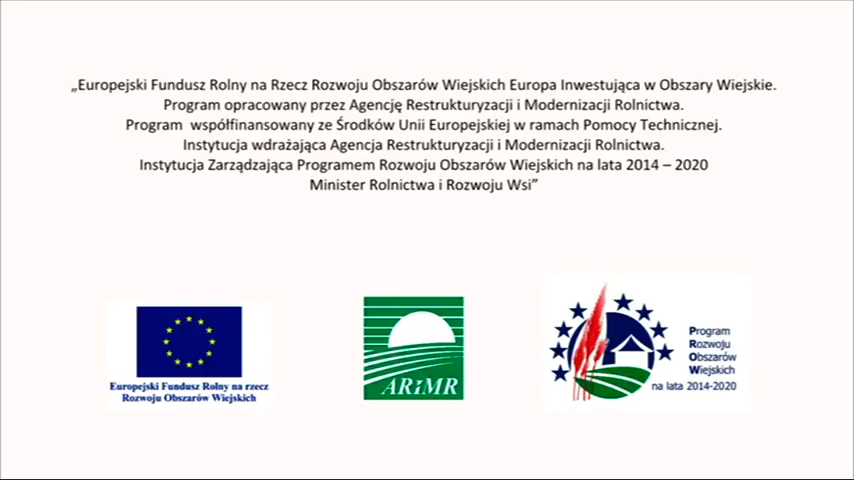 „Europejski Fundusz Rolny na Rzecz Rozwoju Obszarów Wiejskich Europa Inwestująca w Obszary Wiejskie.
Program opracowany przez Agencję Restrukturyzacji i Modernizacji Rolnictwa.
Program współfinansowany ze Środków Unii Europejskiej w ramach Pomocy Technicznej.
Instytucja wdrażająca Agencja Restrukturyzacji i Modernizacji Rolnictwa.
Instytucja Zarządzająca Programem Rozwoju Obszarów Wiejskich na lata 2014 – 2020
Minister Rolnictwa i Rozwoju Wsi”
Europejski Fundusz Rolny na rzecz
Rozwoju Obszarów Wiejskich
ARiMR
Program
Rozwoju
Obszarów
Wiejskich
na lata 2014-2020